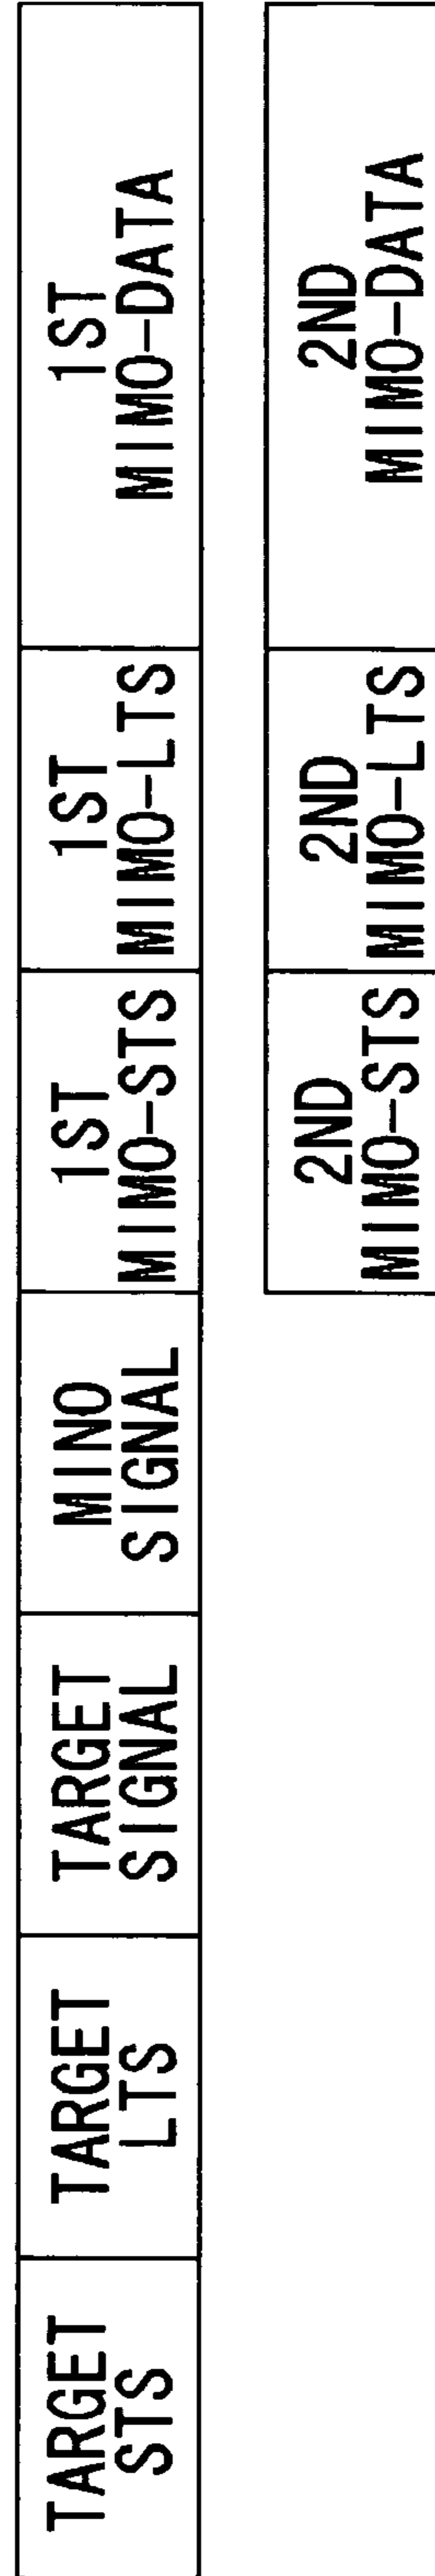 TARGET
STS
TARGET
LTS
TARGET
SIGNAL
MINO
SIGNAL
1ST
MIMO-STS
1ST
MIMO-LTS
1ST
MIMO-DATA
2ND
MIMO-STS
2ND
MIMO-LTS
2ND
MIMO-DATA